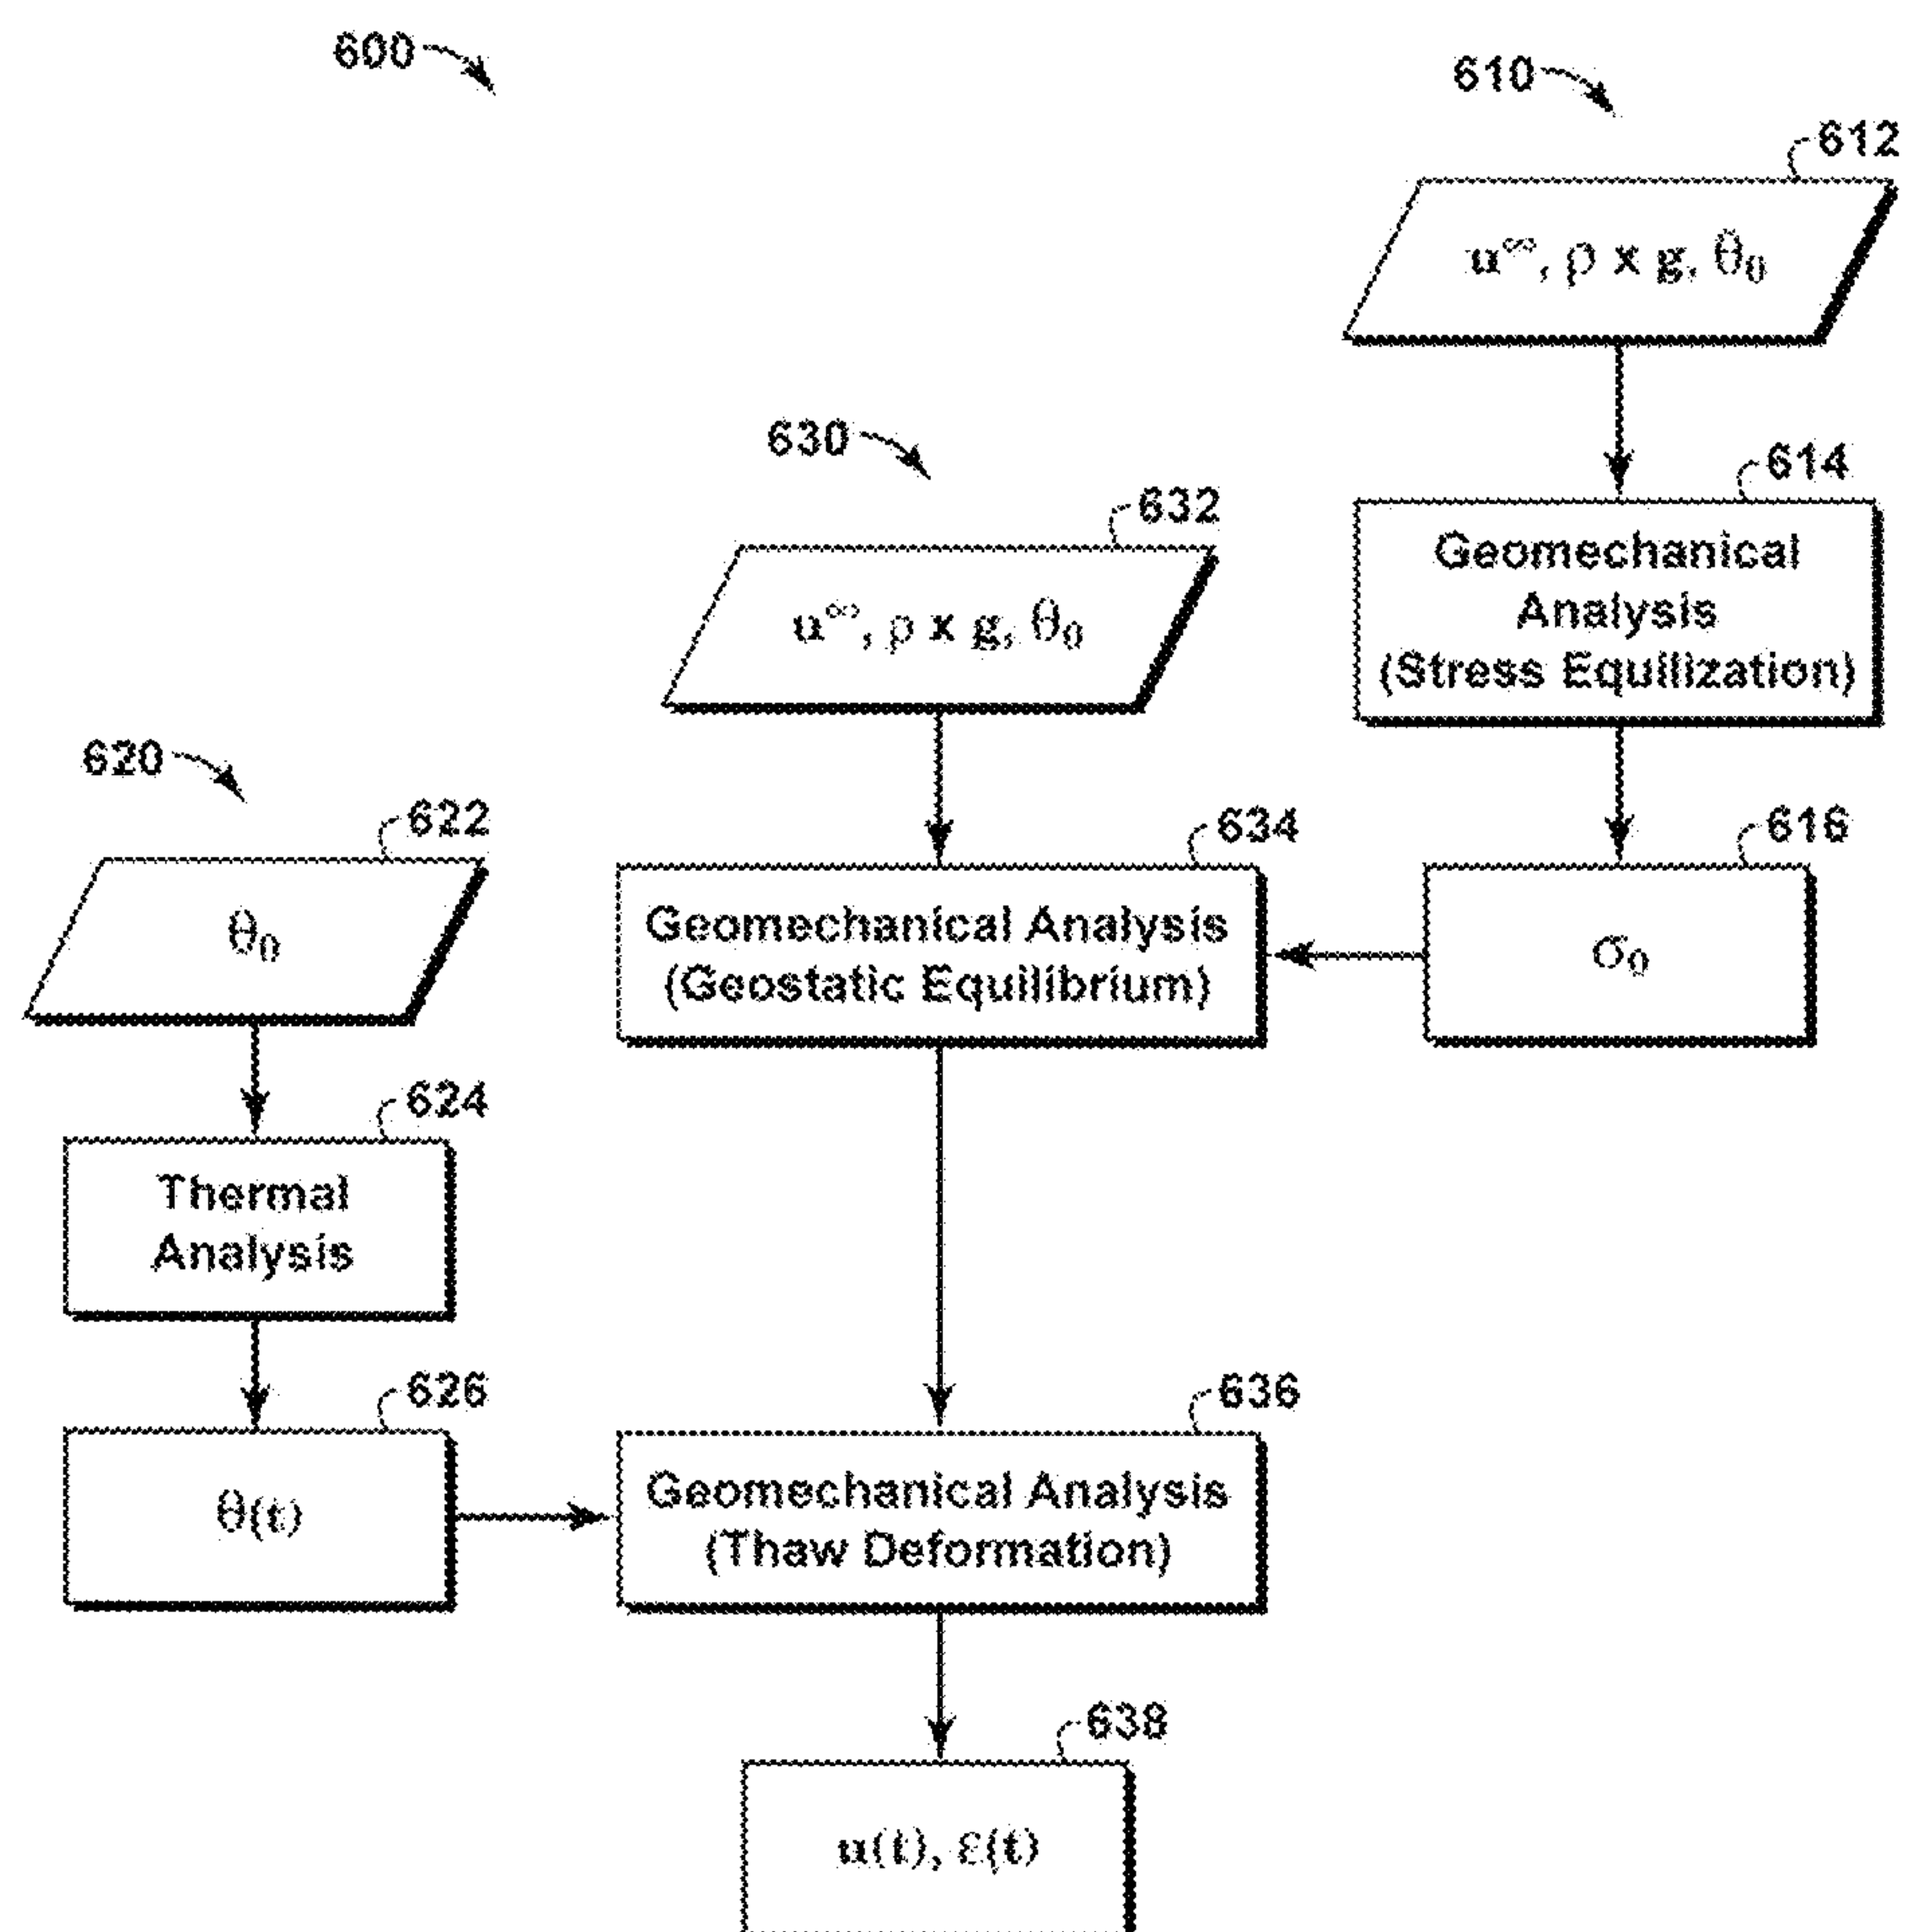 600
610
612
u∞, ρ x g, θ0
614
Geomechanical
Analysis
(Stress Equilization)
616
σ0
630
632
u∞, ρ x g, θ0
634
Geomechanical Analysis
(Geostatic Equilibrium)
620
622
θ0
624
Thermal
Analysis
626
θ(t)
636
Geomechanical Analysis
(Thaw Deformation)
638
u(t), ε(t)